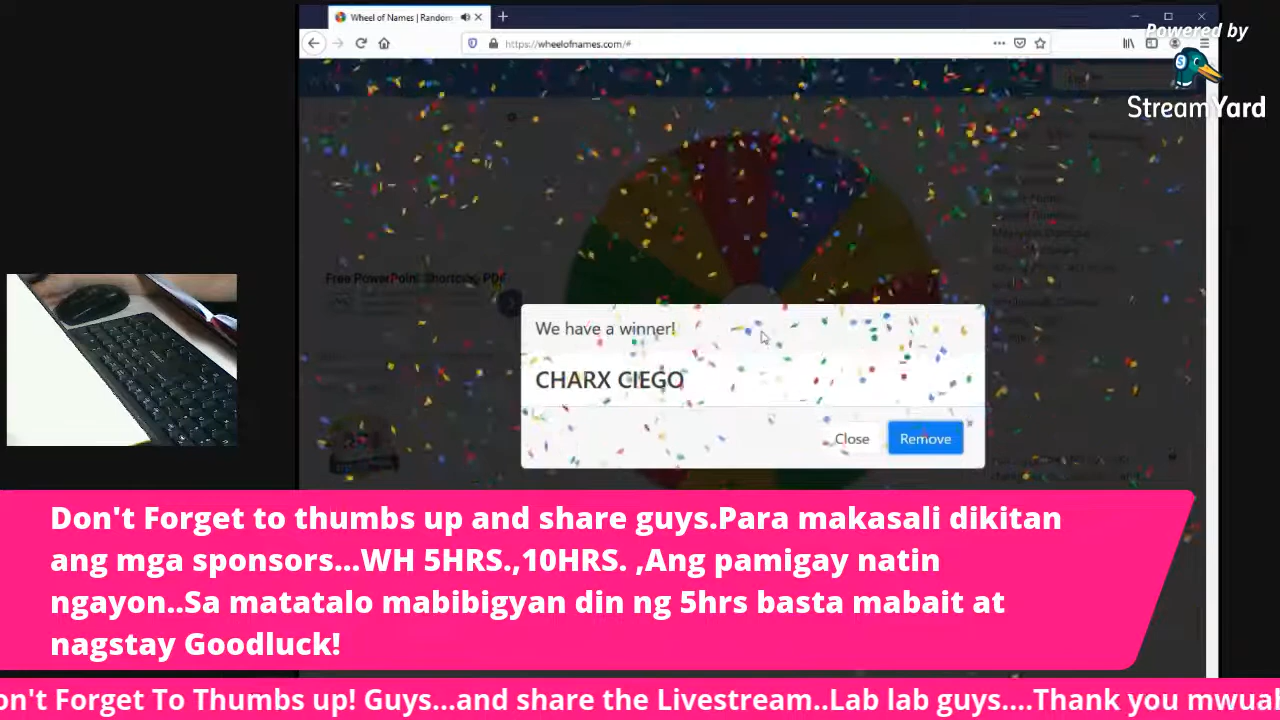 Wheel of Names | Random
https://wheelofnames.com/#
Powered by
StreamYard
Free PowerPoint Shortcuts PDF
We have a winner!
CHARX CIEGO
Close
Remove
Don't Forget to thumbs up and share guys.Para makasali dikitan
ang mga sponsors...WH 5HRS.,10HRS. ,Ang pamigay natin
ngayon..Sa matatalo mabibigyan din ng 5hrs basta mabait at
nagstay Goodluck!
on't Forget To Thumbs up! Guys...and share the Livestream..Lab lab guys....Thank you mwuah